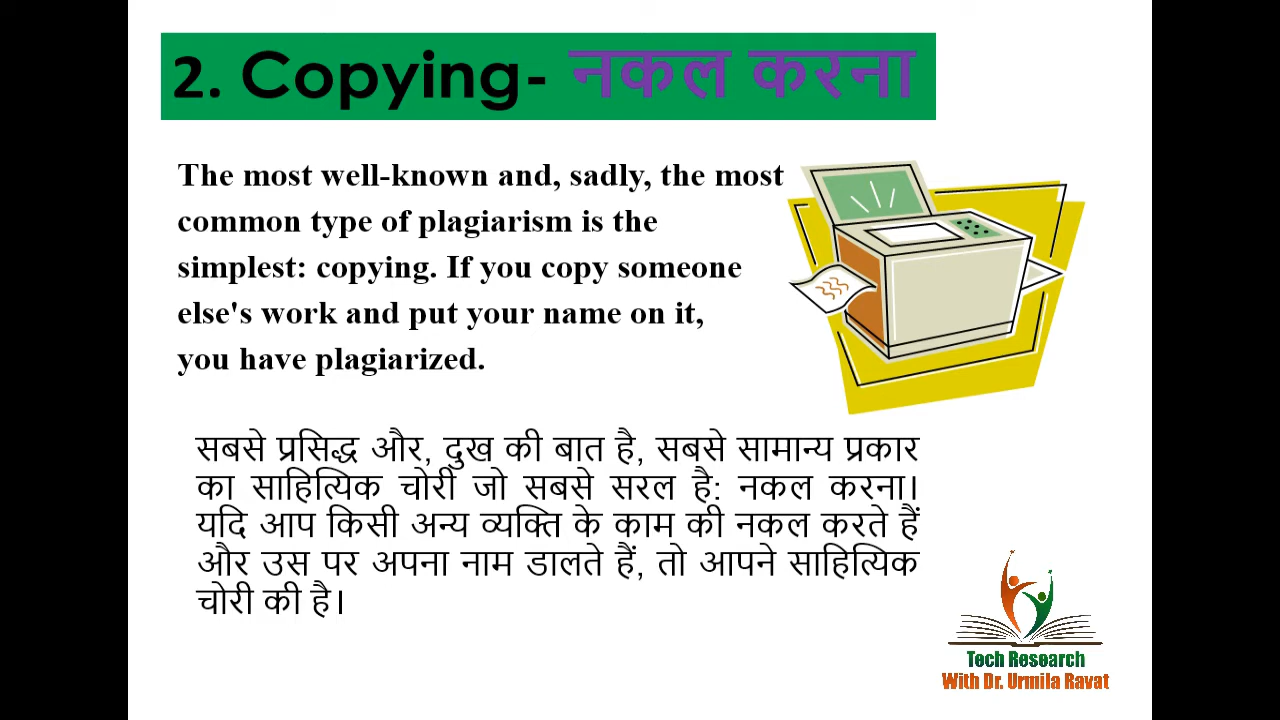 2. Copying- नकल करना
The most well-known and, sadly, the most
common type of plagiarism is the
simplest: copying. If you copy someone
else's work and put your name on it,
you have plagiarized.
सबसे प्रसिद्ध और, दुख की बात है, सबसे सामान्य प्रकार
का साहित्यिक चोरी जो सबसे सरल है: नकल करना।
यदि आप किसी अन्य व्यक्ति के काम की नकल करते हैं
और उस पर अपना नाम डालते हैं, तो आपने साहित्यिक
चोरी की है।
Tech Research
With Dr. Urmila Ravat